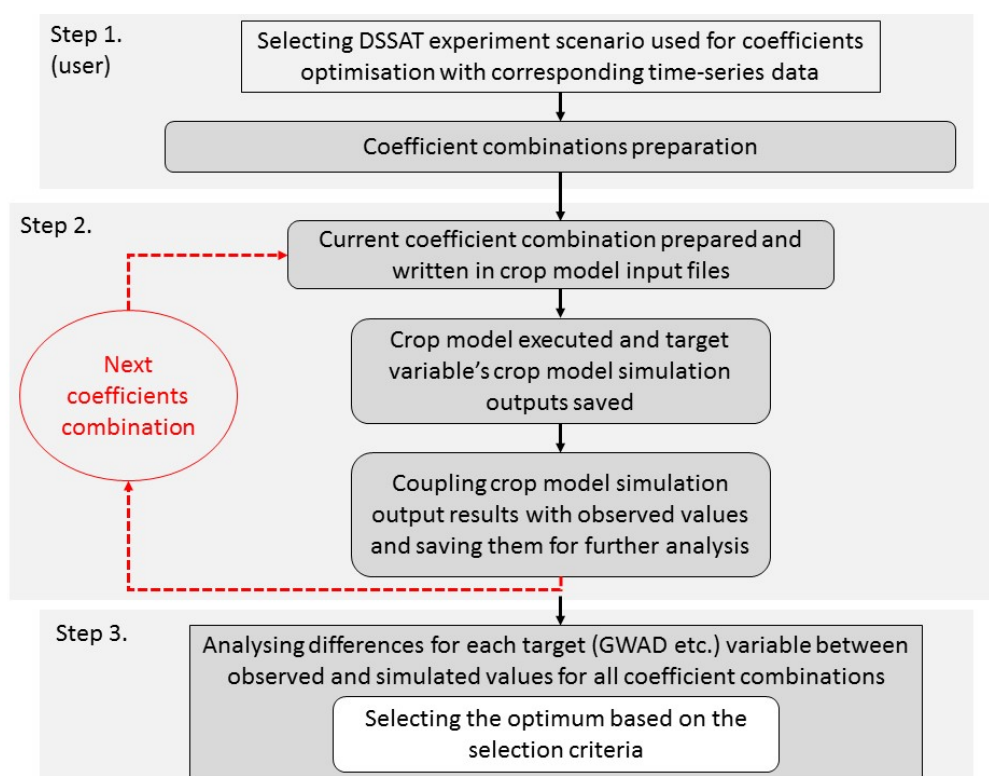 Step 1.
(user)
Selecting DSSAT experiment scenario used for coefficients
optimisation with corresponding time-series data
Coefficient combinations preparation
Step 2.
Current coefficient combination prepared and
written in crop model input files
Crop model executed and target
variable's crop model simulation
outputs saved
Next
coefficients
combination
Coupling crop model simulation
output results with observed values
and saving them for further analysis
Step 3.
Analysing differences for each target (GWAD etc.) variable between
observed and simulated values for all coefficient combinations
Selecting the optimum based on the
selection criteria